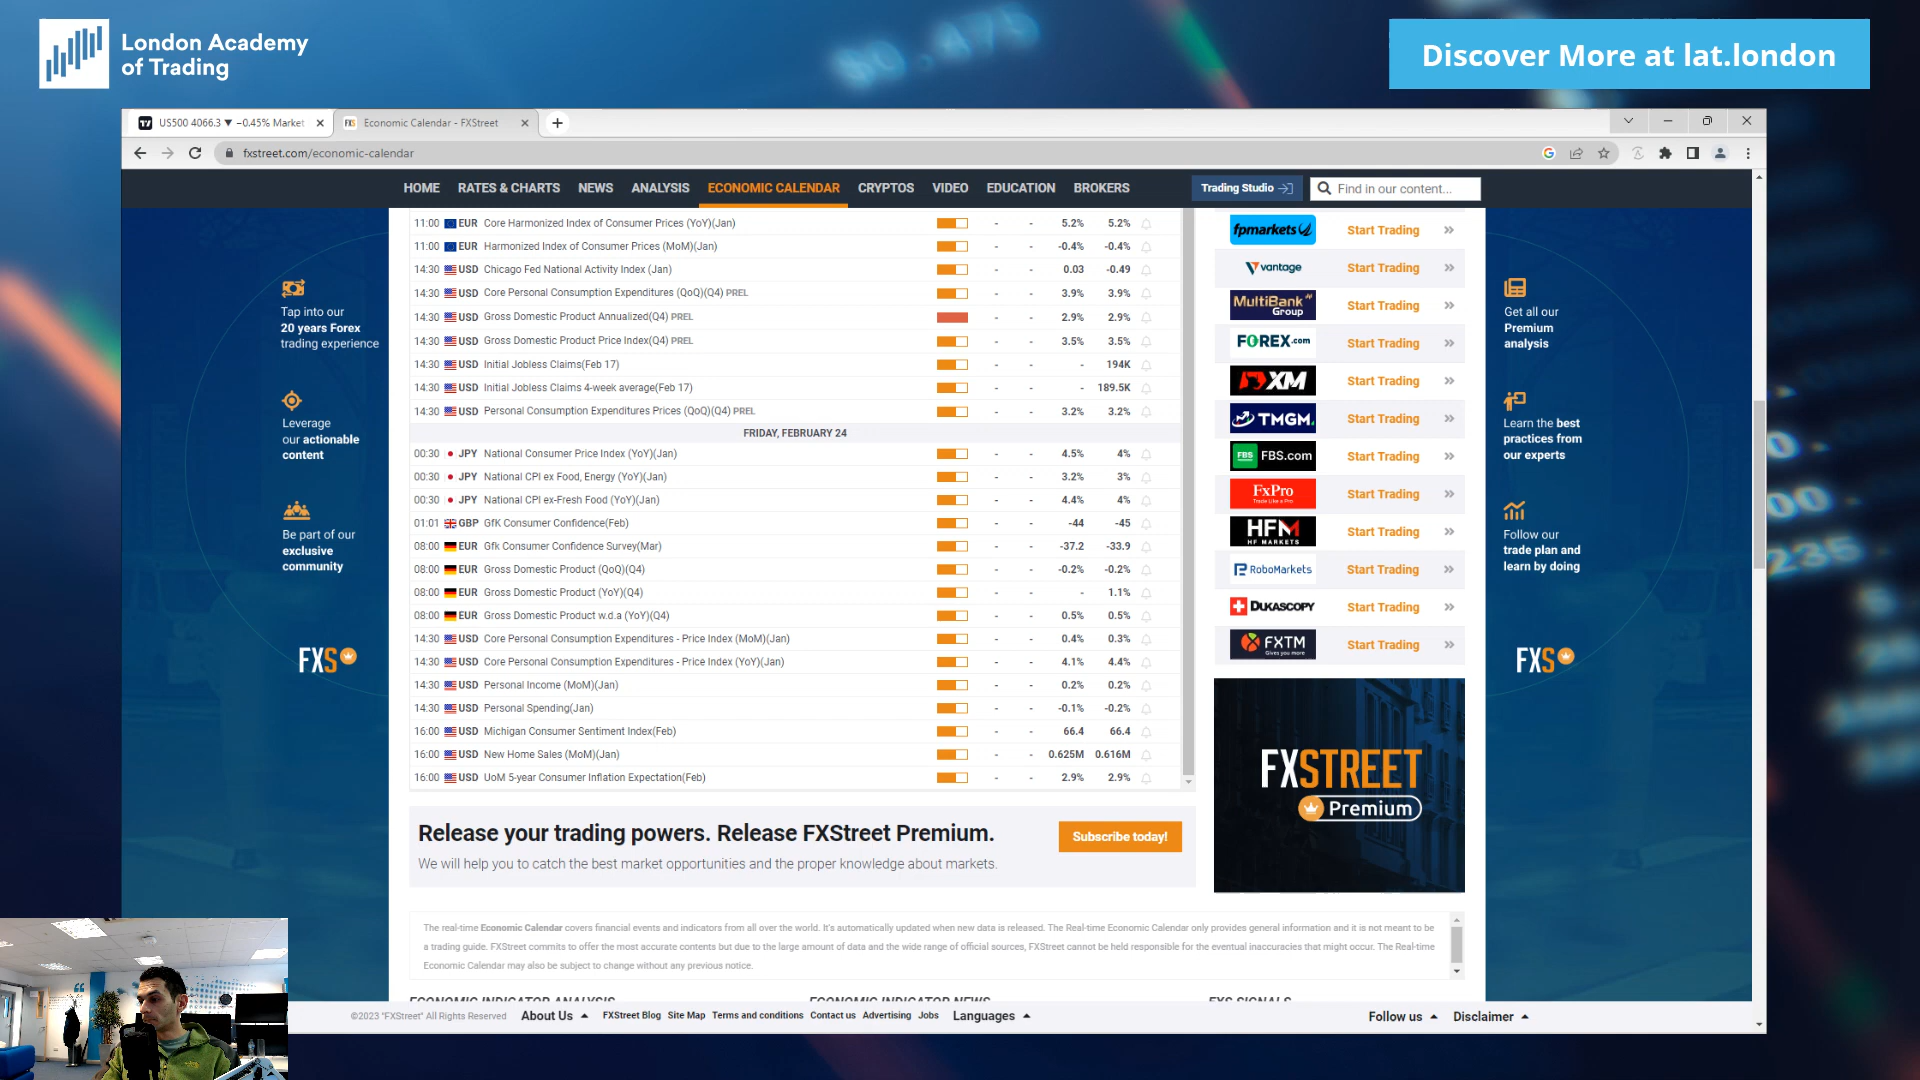 London Academy
of Trading
$0.475
Discover More at lat.london
US500 4066.3 ▼ −0.45% Market
Economic Calendar - FXStreet
fxstreet.com/economic-calendar
HOME RATES & CHARTS NEWS ANALYSIS ECONOMIC CALENDAR CRYPTOS VIDEO EDUCATION BROKERS
Trading Studio
Find in our content...
11:00 EUR Core Harmonized Index of Consumer Prices (YoY)(Jan) - - 5.2% 5.2%
11:00 EUR Harmonized Index of Consumer Prices (MoM)(Jan) - - -0.4% -0.4%
14:30 USD Chicago Fed National Activity Index (Jan) - - 0.03 -0.49
14:30 USD Core Personal Consumption Expenditures (QoQ)(Q4) PREL - - 3.9% 3.9%
14:30 USD Gross Domestic Product Annualized(Q4) PREL - - 2.9% 2.9%
14:30 USD Gross Domestic Product Price Index(Q4) PREL - - 3.5% 3.5%
14:30 USD Initial Jobless Claims(Feb 17) - - - 194K
14:30 USD Initial Jobless Claims 4-week average(Feb 17) - - - 189.5K
14:30 USD Personal Consumption Expenditures Prices (QoQ)(Q4) PREL - - 3.2% 3.2%
FRIDAY, FEBRUARY 24
00:30 JPY National Consumer Price Index (YoY)(Jan) - - 4.5% 4%
00:30 JPY National CPI ex Food, Energy (YoY)(Jan) - - 3.2% 3%
00:30 JPY National CPI ex-Fresh Food (YoY)(Jan) - - 4.4% 4%
01:01 GBP GfK Consumer Confidence(Feb) - - -44 -45
08:00 EUR Gfk Consumer Confidence Survey(Mar) - - -37.2 -33.9
08:00 EUR Gross Domestic Product (QoQ)(Q4) - - -0.2% -0.2%
08:00 EUR Gross Domestic Product (YoY)(Q4) - - - 1.1%
08:00 EUR Gross Domestic Product w.d.a (YoY)(Q4) - - 0.5% 0.5%
14:30 USD Core Personal Consumption Expenditures - Price Index (MoM)(Jan) - - 0.4% 0.3%
14:30 USD Core Personal Consumption Expenditures - Price Index (YoY)(Jan) - - 4.1% 4.4%
14:30 USD Personal Income (MoM)(Jan) - - 0.2% 0.2%
14:30 USD Personal Spending(Jan) - - -0.1% -0.2%
16:00 USD Michigan Consumer Sentiment Index(Feb) - - 66.4 66.4
16:00 USD New Home Sales (MoM)(Jan) - - 0.625M 0.616M
16:00 USD UoM 5-year Consumer Inflation Expectation(Feb) - - 2.9% 2.9%
Tap into our
20 years Forex
trading experience
Leverage
our actionable
content
Be part of our
exclusive
community
FXS
fpmarkets Start Trading »
vantage Start Trading »
MultiBank Group Start Trading »
FOREX.com Start Trading »
XM Start Trading »
TMGM Start Trading »
FBS FBS.com Start Trading »
FxPro Trade Like a Pro Start Trading »
HFM HF MARKETS Start Trading »
RoboMarkets Start Trading »
DUKASCOPY Start Trading »
FXTM Gives you more Start Trading »
FXSTREET
Premium
Get all our
Premium
analysis
Learn the best
practices from
our experts
Follow our
trade plan and
learn by doing
FXS
Release your trading powers. Release FXStreet Premium.
We will help you to catch the best market opportunities and the proper knowledge about markets.
Subscribe today!
The real-time Economic Calendar covers financial events and indicators from all over the world. It's automatically updated when new data is released. The Real-time Economic Calendar only provides general information and it is not meant to be
a trading guide. FXStreet commits to offer the most accurate contents but due to the large amount of data and the wide range of official sources, FXStreet cannot be held responsible for the eventual inaccuracies that might occur. The Real-time
Economic Calendar may also be subject to change without any previous notice.
ECONOMIC INDICATOR ANALYSIS ECONOMIC INDICATOR NEWS FXS SIGNALS
©2023 "FXStreet" All Rights Reserved About Us FXStreet Blog Site Map Terms and conditions Contact us Advertising Jobs Languages Follow us Disclaimer